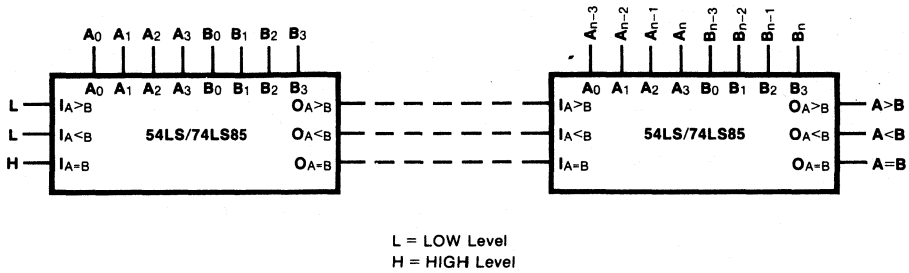 A0 A1 A2 A3 B0 B1 B2 B3
An-3 An-2 An-1 An Bn-3 Bn-2 Bn-1 Bn
A0 A1 A2 A3 B0 B1 B2 B3
A0 A1 A2 A3 B0 B1 B2 B3
L IA>B OA>B IA>B OA>B A>B
L IA<B 54LS/74LS85 OA<B IA<B 54LS/74LS85 OA<B A<B
H IA=B OA=B IA=B OA=B A=B
L = LOW Level
H = HIGH Level